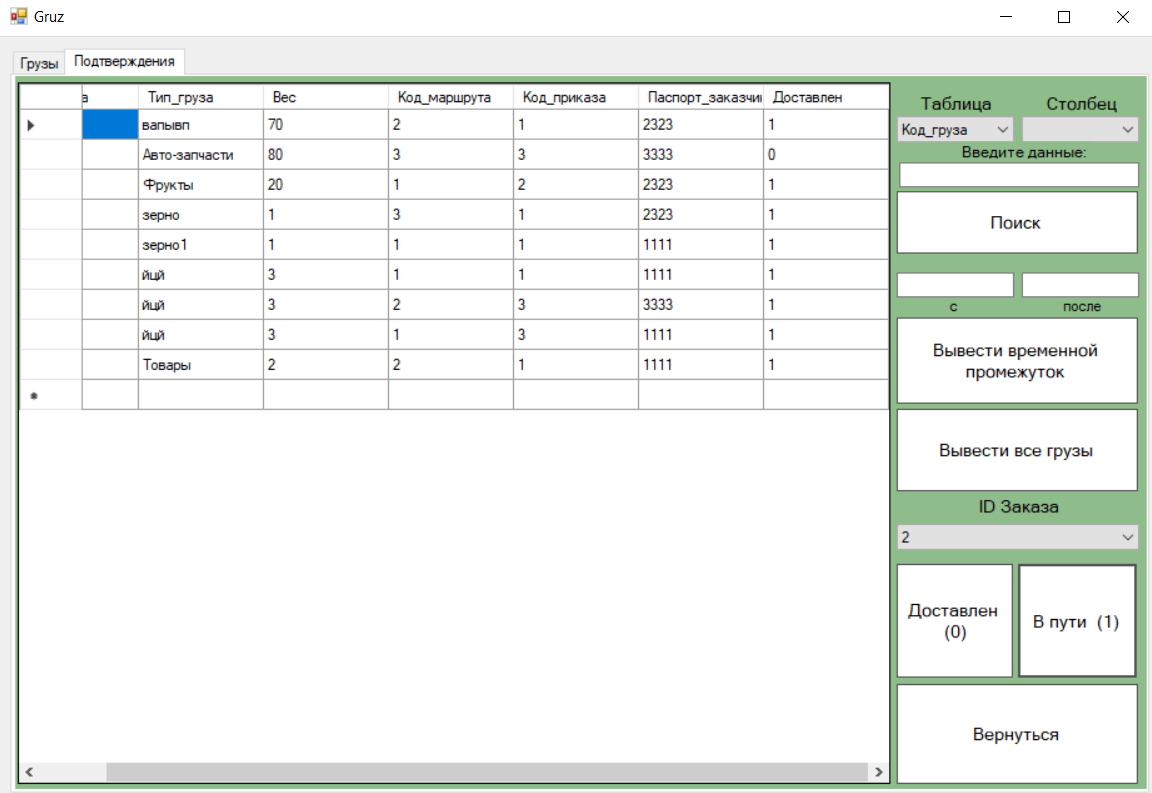 Gruz
Грузы Подтверждения
а Тип_груза Вес Код_маршрута Код_приказа Паспорт_заказчи Доставлен
вапывп 70 2 1 2323 1
Авто-запчасти 80 3 3 3333 0
Фрукты 20 1 2 2323 1
зерно 1 3 1 2323 1
зерно1 1 1 1 1111 1
йцй 3 1 1 1111 1
йцй 3 2 3 3333 1
йцй 3 1 3 1111 1
Товары 2 2 1 1111 1
Таблица Столбец
Код_груза
Введите данные:
Поиск
с после
Вывести временной
промежуток
Вывести все грузы
ID Заказа
2
Доставлен
(0)
В пути (1)
Вернуться